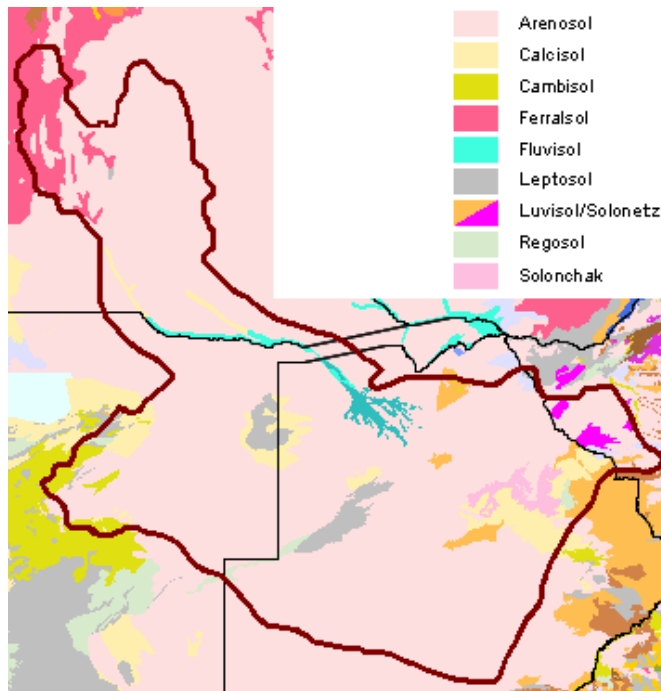 Arenosol
Calcisol
Cambisol
Ferralsol
Fluvisol
Leptosol
Luvisol/Solonetz
Regosol
Solonchak